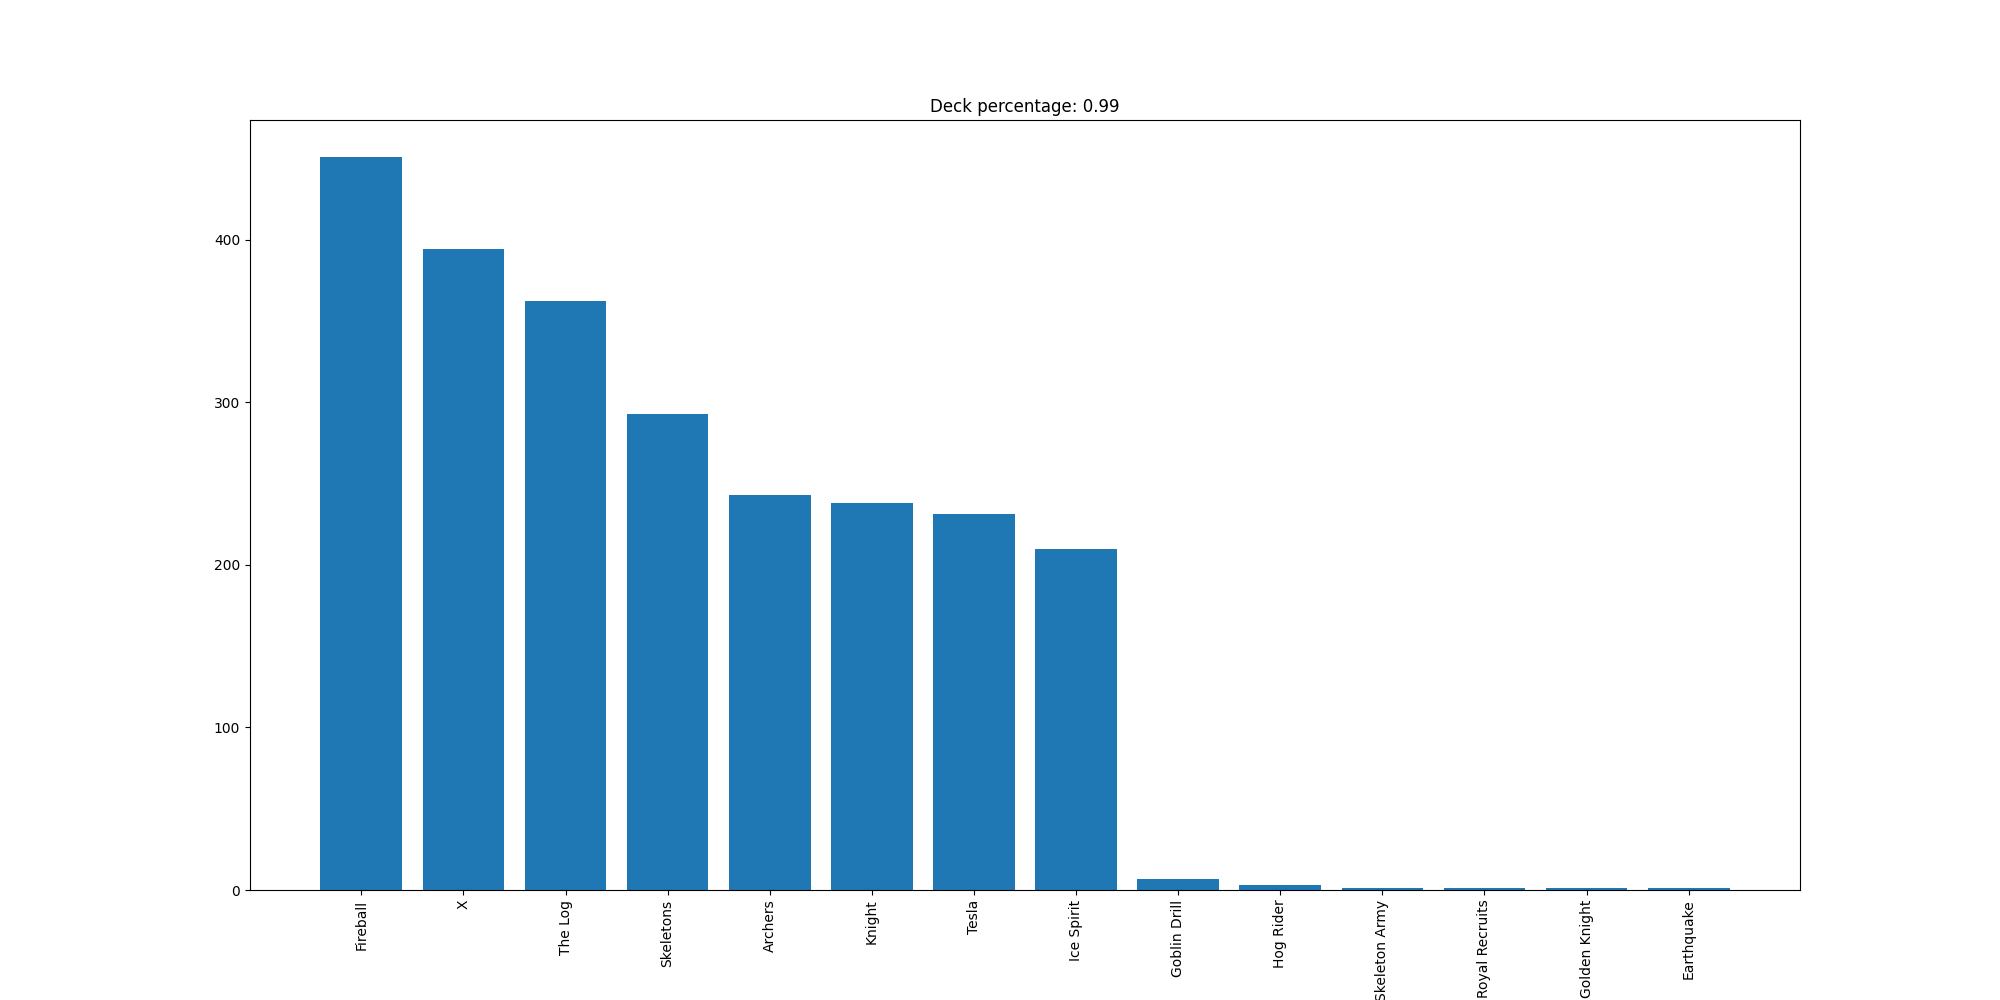 Deck percentage: 0.99
400
300
200
100
0
Fireball
X
The Log
Skeletons
Archers
Knight
Tesla
Ice Spirit
Goblin Drill
Hog Rider
Skeleton Army
Royal Recruits
Golden Knight
Earthquake